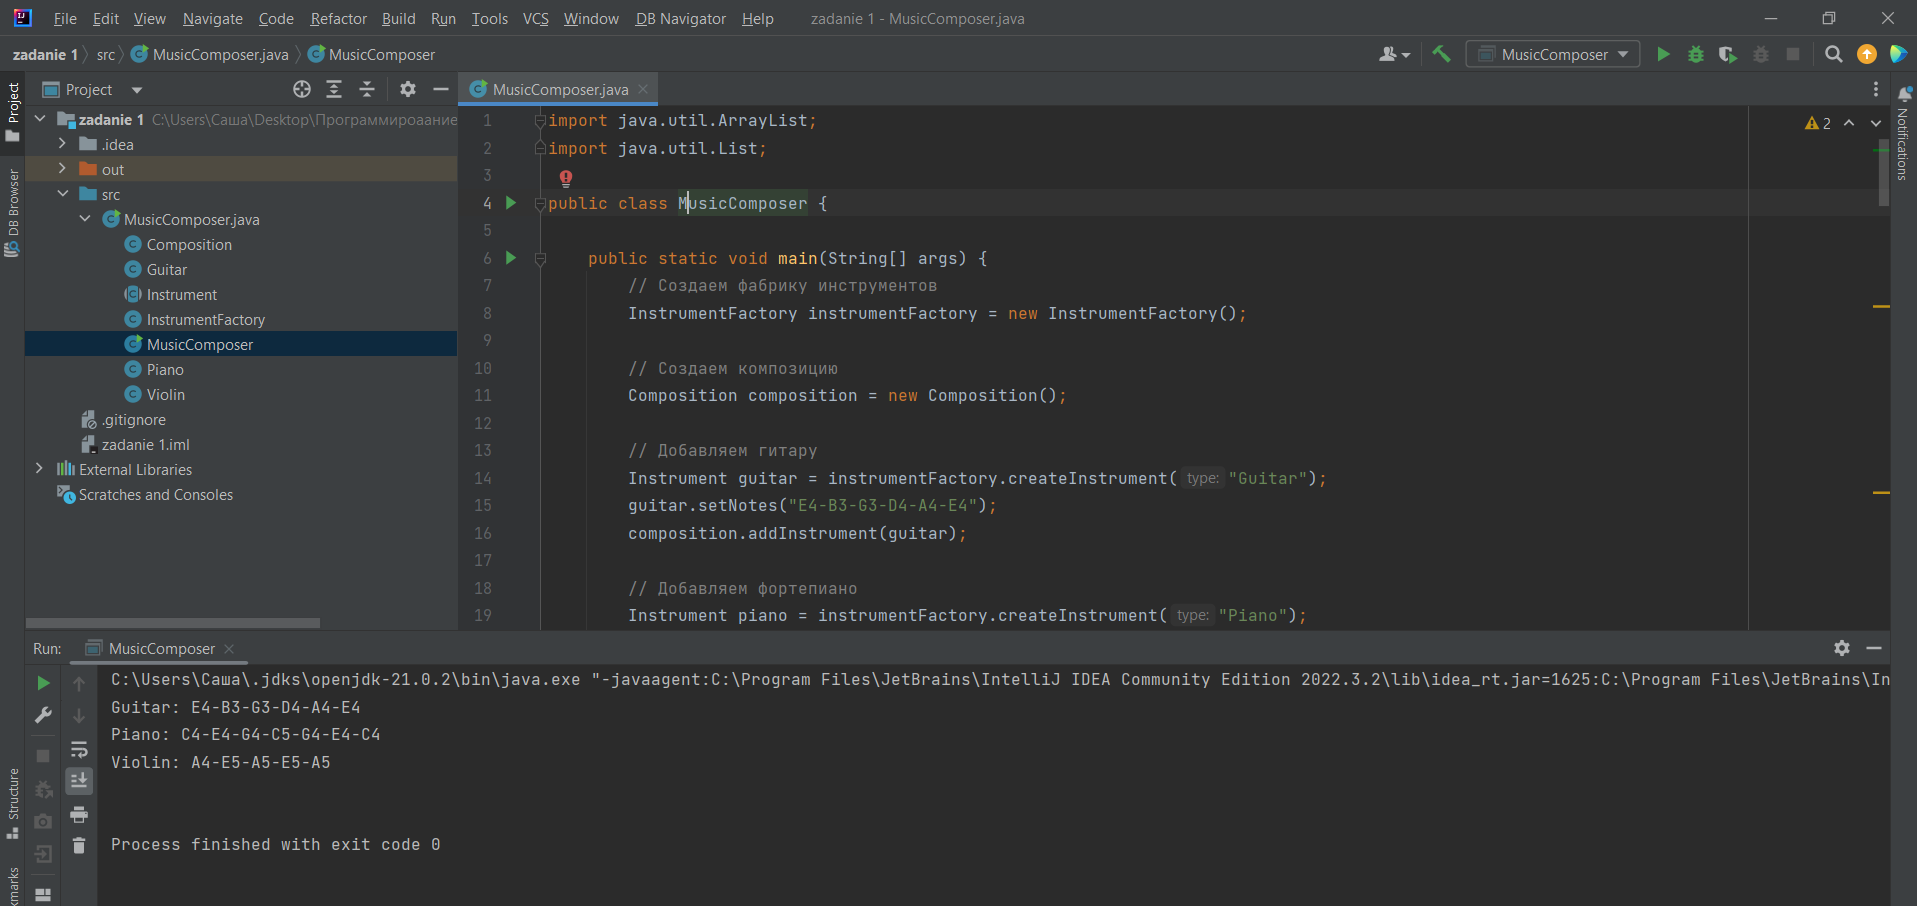 File Edit View Navigate Code Refactor Build Run Tools VCS Window DB Navigator Help zadanie 1 - MusicComposer.java
zadanie 1 src MusicComposer.java MusicComposer
MusicComposer
Project
MusicComposer.java
Project
DB Browser
Structure
kmarks
Notifications
zadanie 1 C:\Users\Саша\Desktop\Программироаание
.idea
out
src
MusicComposer.java
Composition
Guitar
Instrument
InstrumentFactory
MusicComposer
Piano
Violin
.gitignore
zadanie 1.iml
External Libraries
Scratches and Consoles
2
1 import java.util.ArrayList;
2 import java.util.List;
3
4 public class MusicComposer {
5
6 public static void main(String[] args) {
7 // Создаем фабрику инструментов
8 InstrumentFactory instrumentFactory = new InstrumentFactory();
9
10 // Создаем композицию
11 Composition composition = new Composition();
12
13 // Добавляем гитару
14 Instrument guitar = instrumentFactory.createInstrument( type: "Guitar");
15 guitar.setNotes("E4-B3-G3-D4-A4-E4");
16 composition.addInstrument(guitar);
17
18 // Добавляем фортепиано
19 Instrument piano = instrumentFactory.createInstrument( type: "Piano");
Run: MusicComposer
C:\Users\Саша\.jdks\openjdk-21.0.2\bin\java.exe "-javaagent:C:\Program Files\JetBrains\IntelliJ IDEA Community Edition 2022.3.2\lib\idea_rt.jar=1625:C:\Program Files\JetBrains\In
Guitar: E4-B3-G3-D4-A4-E4
Piano: C4-E4-G4-C5-G4-E4-C4
Violin: A4-E5-A5-E5-A5
Process finished with exit code 0